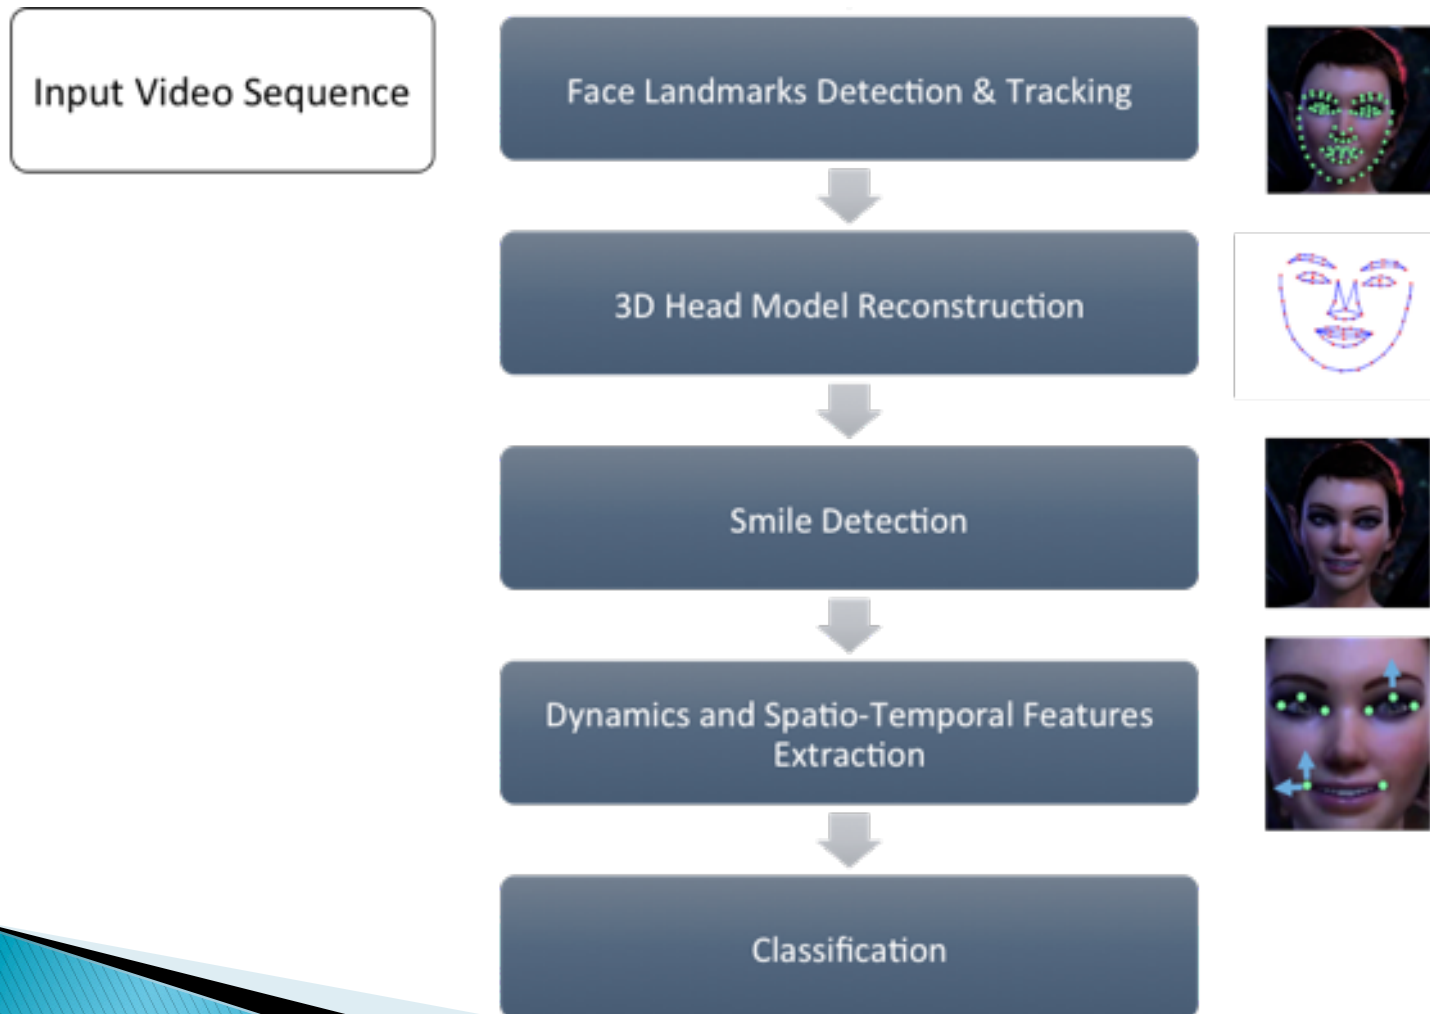 Input Video Sequence
Face Landmarks Detection & Tracking
3D Head Model Reconstruction
Smile Detection
Dynamics and Spatio-Temporal Features
Extraction
Classification